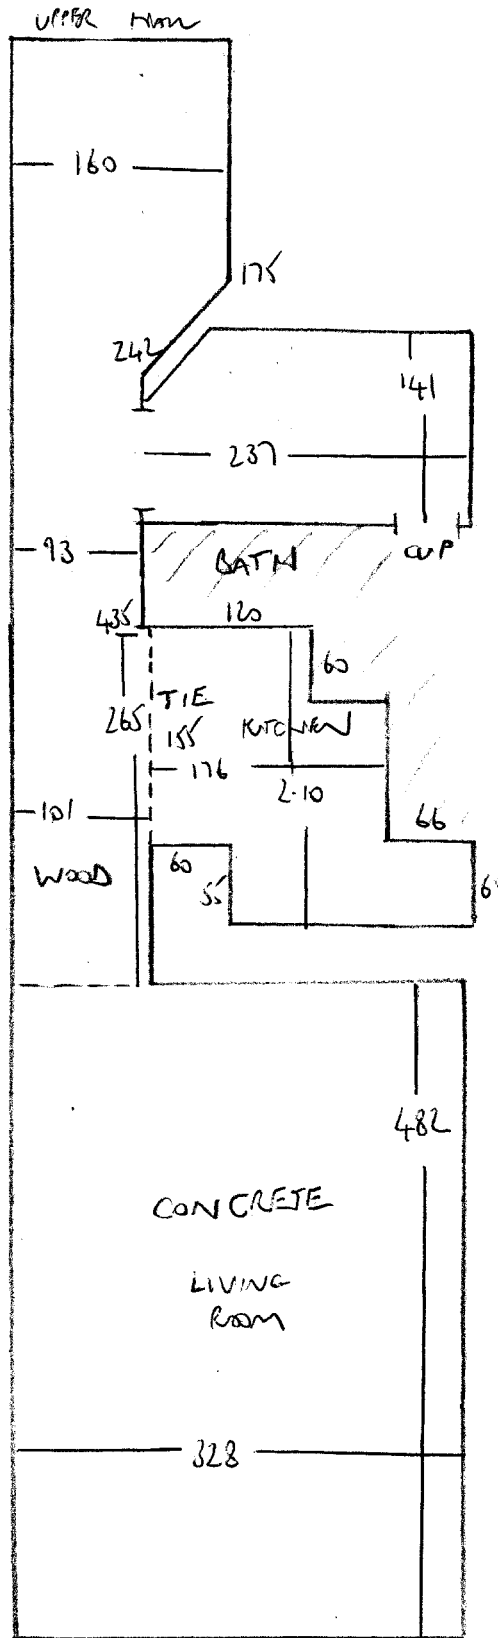 UPPER HALL
160
175
242
141
237
93
BATH
CUP
435
120
60
265
TIE
155
KITCHEN
176
2.10
101
66
60
WOOD
55
482
CONCRETE
LIVING
ROOM
328